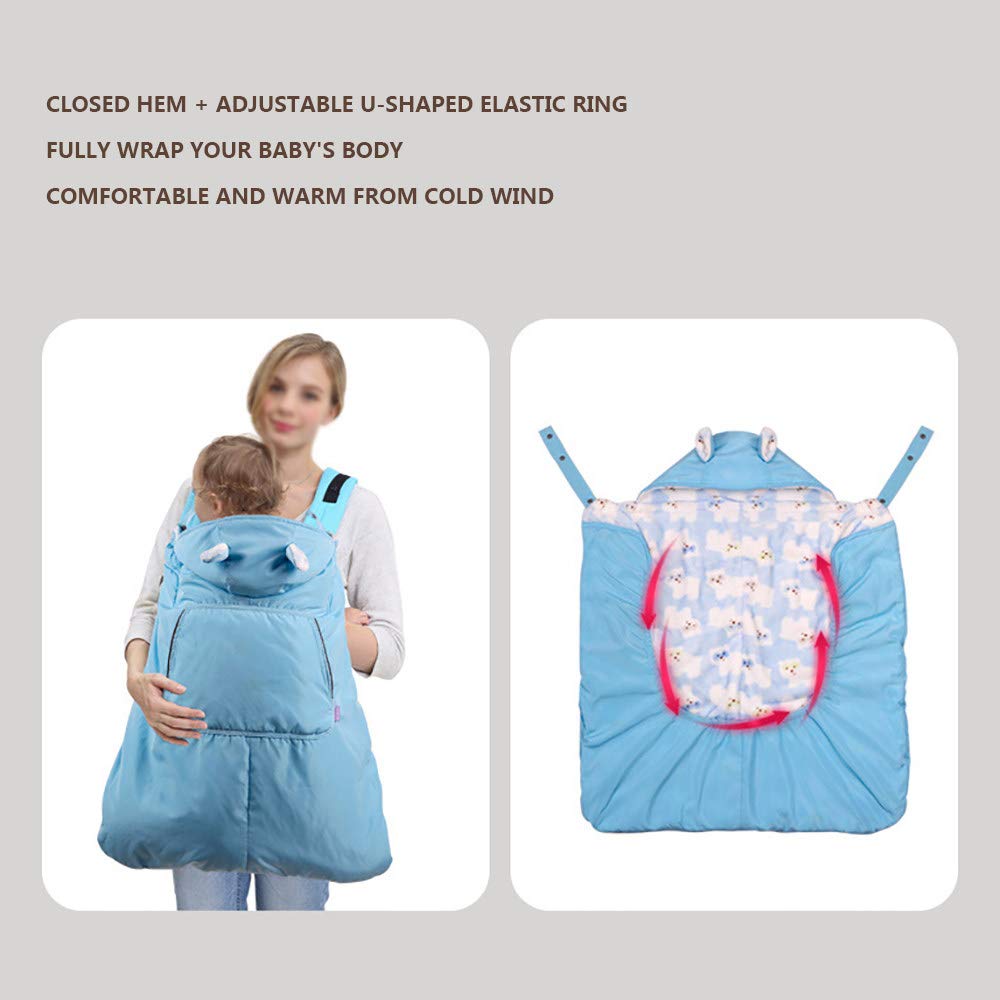 CLOSED HEM + ADJUSTABLE U-SHAPED ELASTIC RING
FULLY WRAP YOUR BABY'S BODY
COMFORTABLE AND WARM FROM COLD WIND